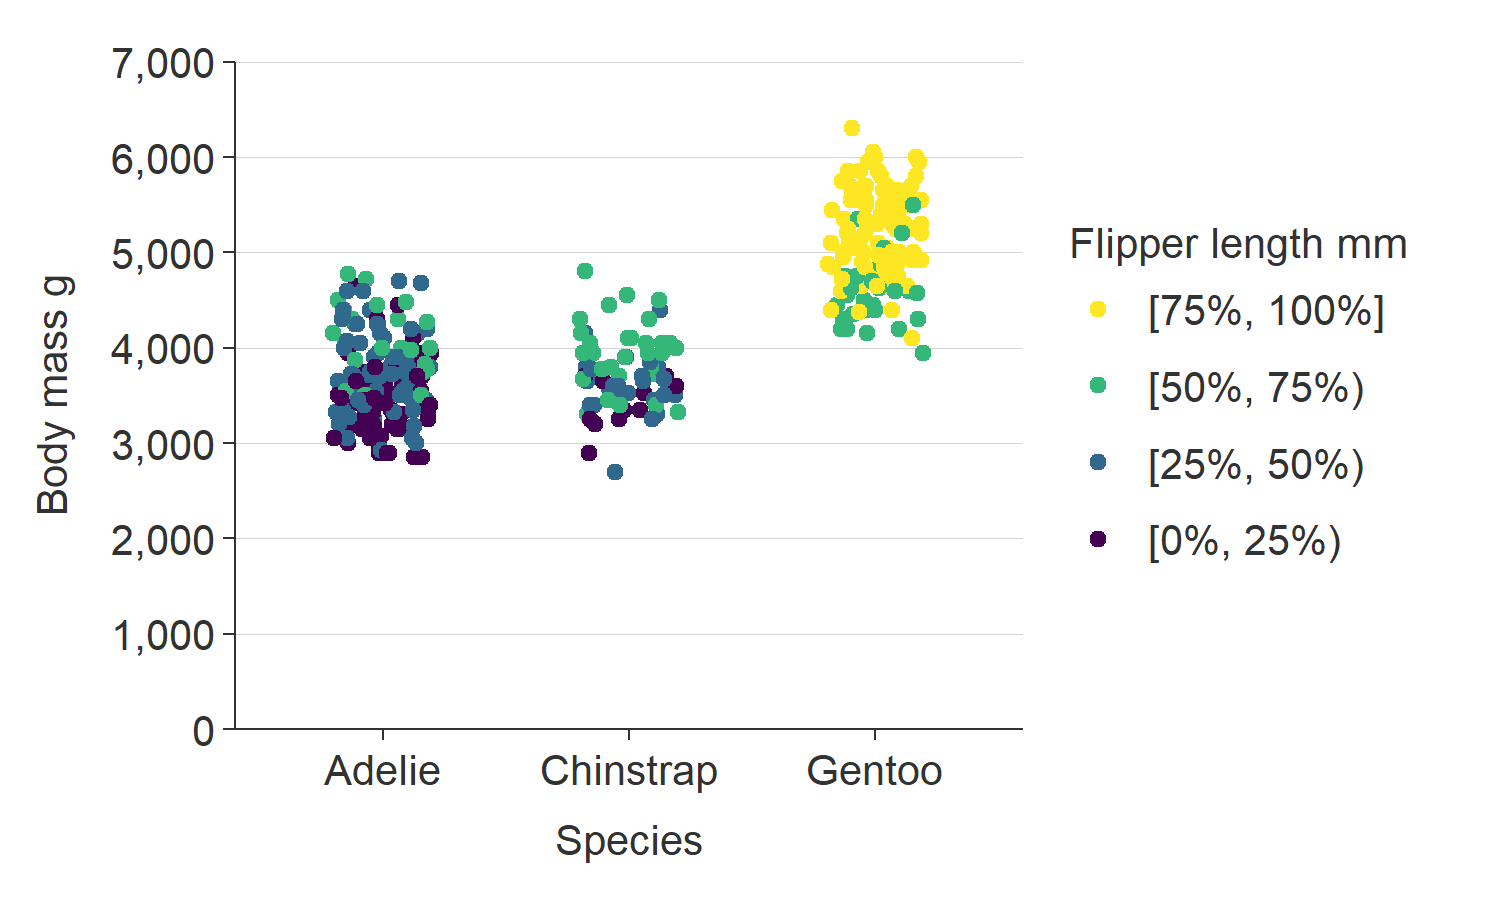 7,000
6,000
5,000
4,000
3,000
2,000
1,000
0
Body mass g
Adelie
Chinstrap
Gentoo
Species
Flipper length mm
[75%, 100%]
[50%, 75%)
[25%, 50%)
[0%, 25%)